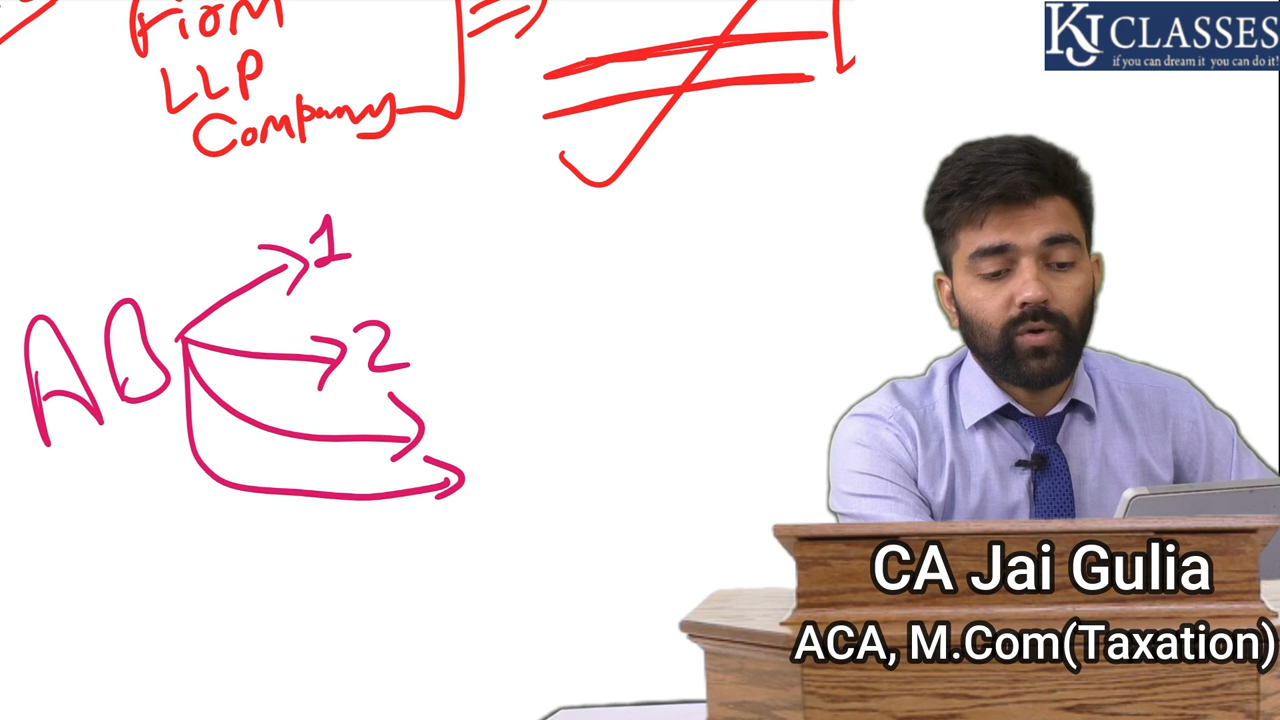 Firm
LLP
Company
KJ CLASSES
if you can dream it you can do it!
1
AB
2
CA Jai Gulia
ACA, M.Com(Taxation)